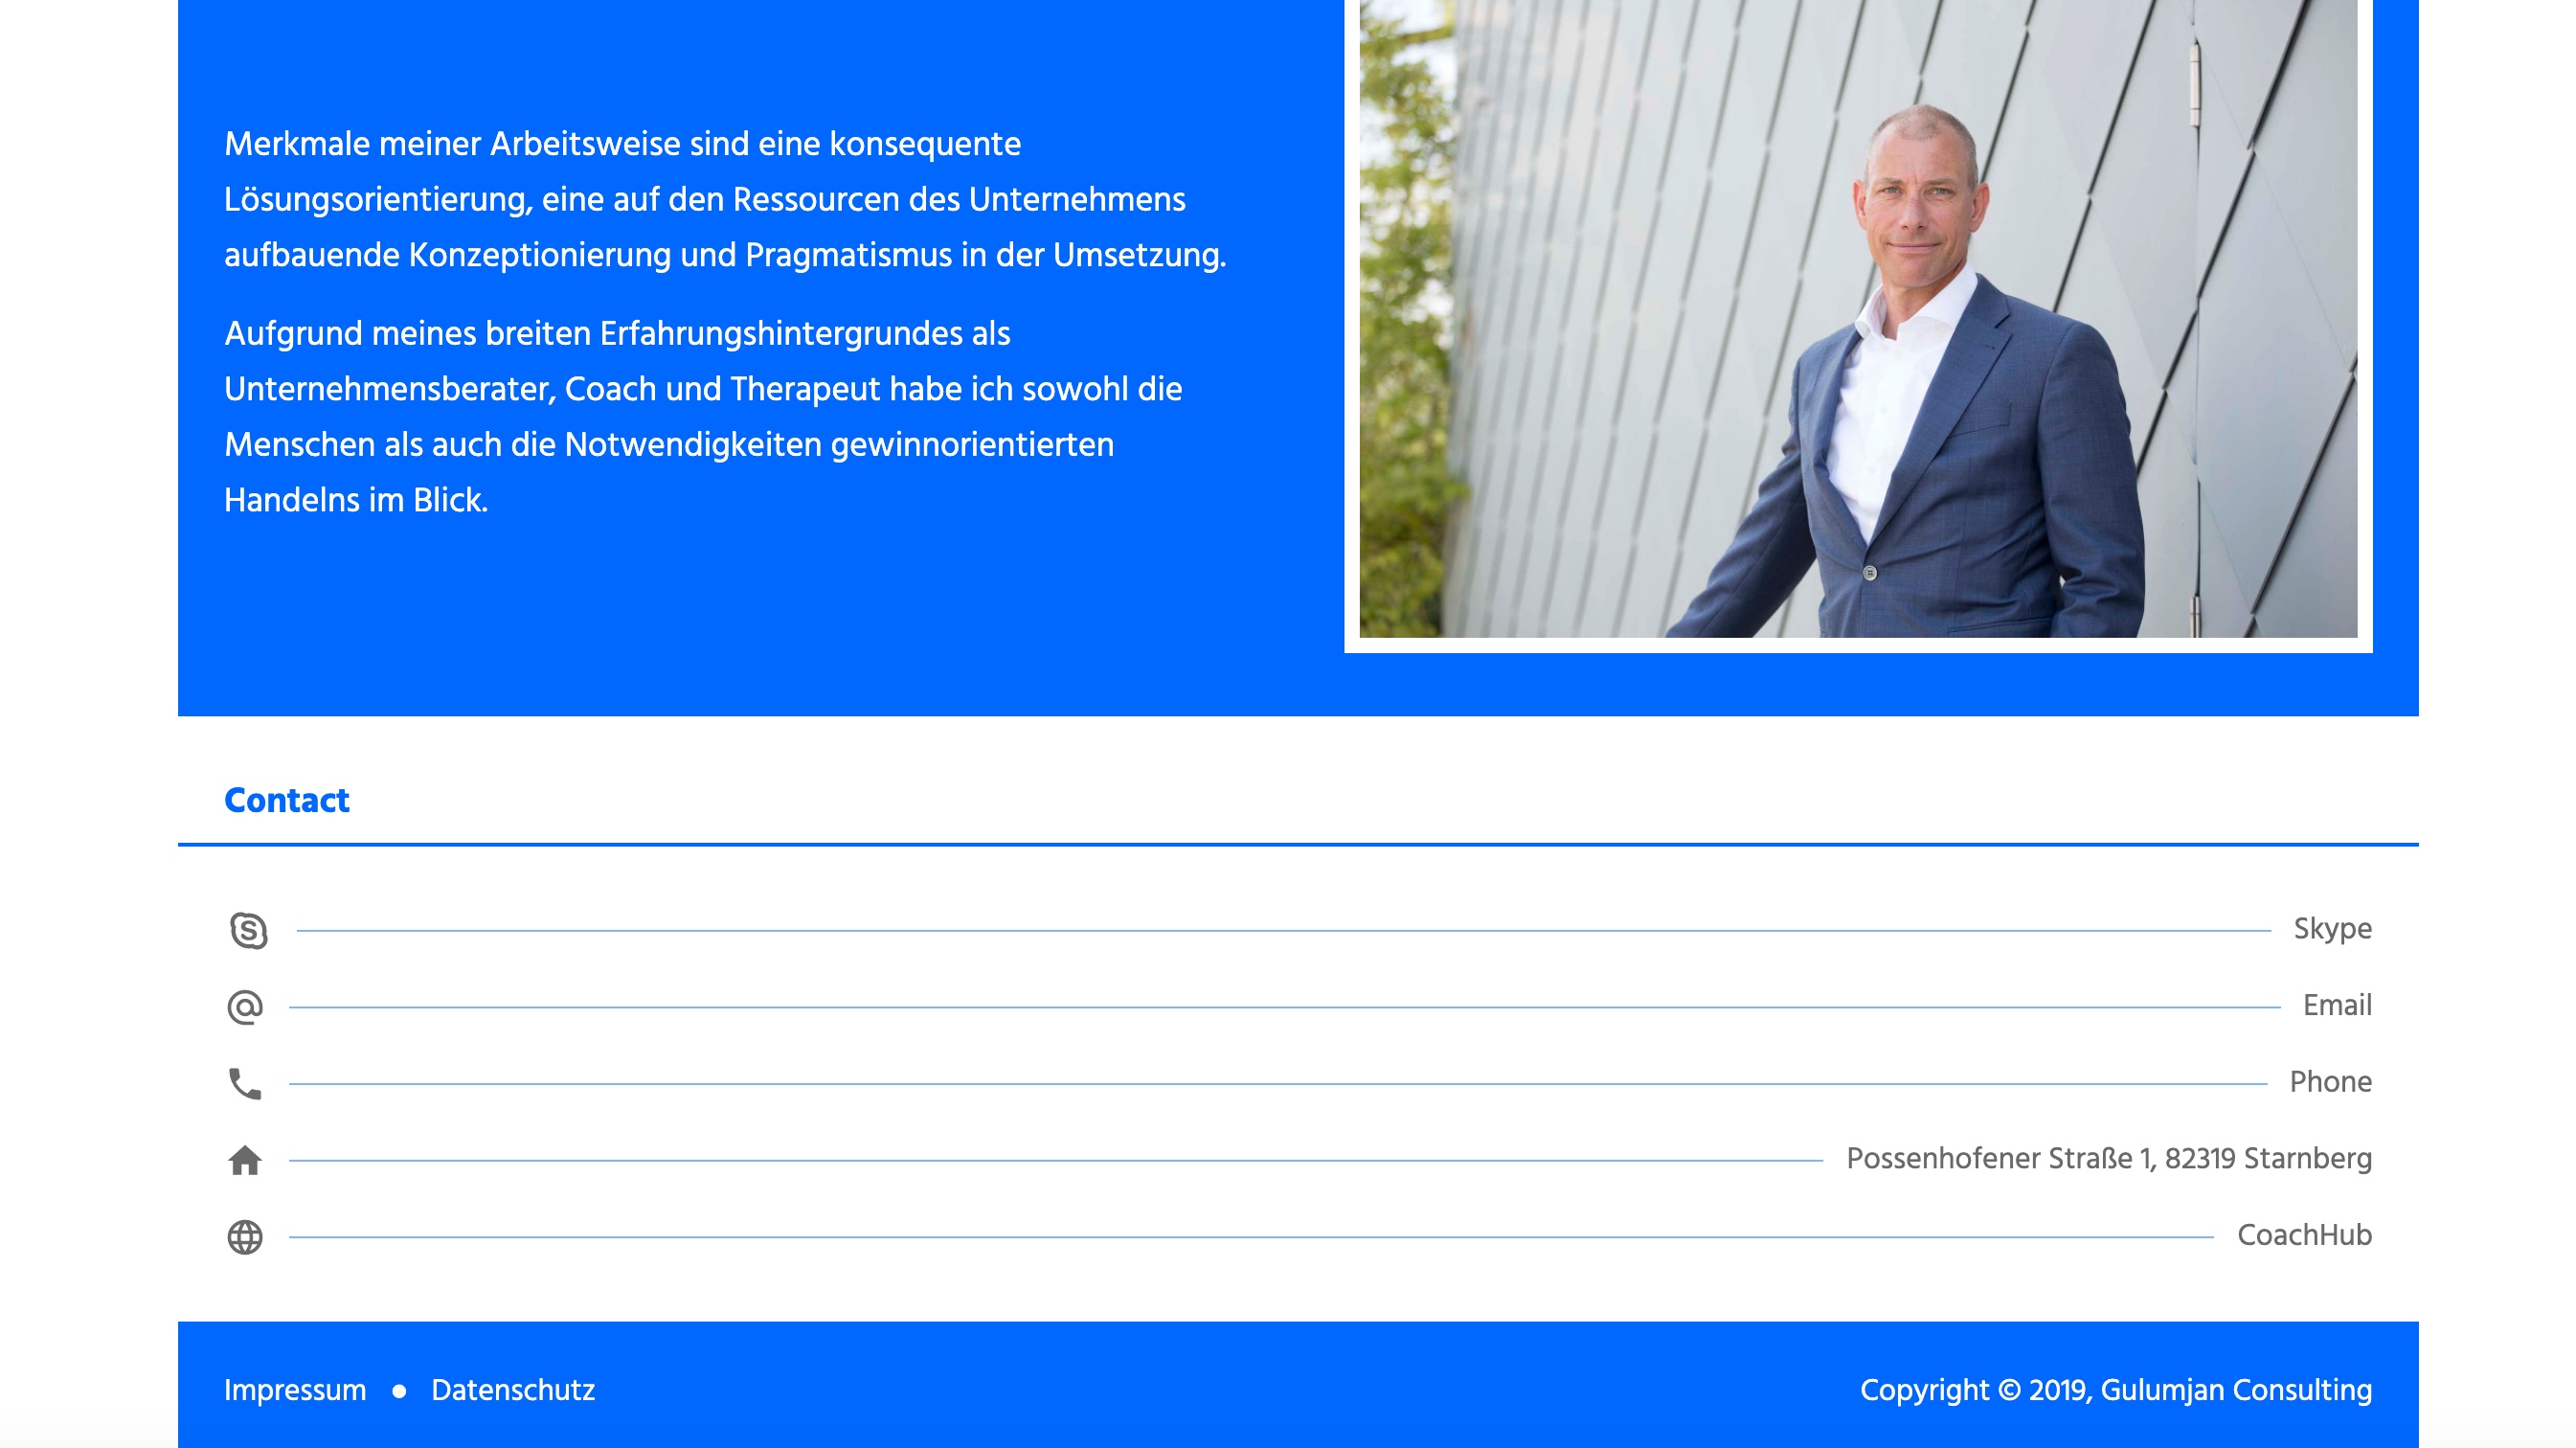 Merkmale meiner Arbeitsweise sind eine konsequente
Lösungsorientierung, eine auf den Ressourcen des Unternehmens
aufbauende Konzeptionierung und Pragmatismus in der Umsetzung.
Aufgrund meines breiten Erfahrungshintergrundes als
Unternehmensberater, Coach und Therapeut habe ich sowohl die
Menschen als auch die Notwendigkeiten gewinnorientierten
Handelns im Blick.
Contact
Skype
Email
Phone
Possenhofener Straße 1, 82319 Starnberg
CoachHub
Impressum ● Datenschutz
Copyright © 2019, Gulumjan Consulting